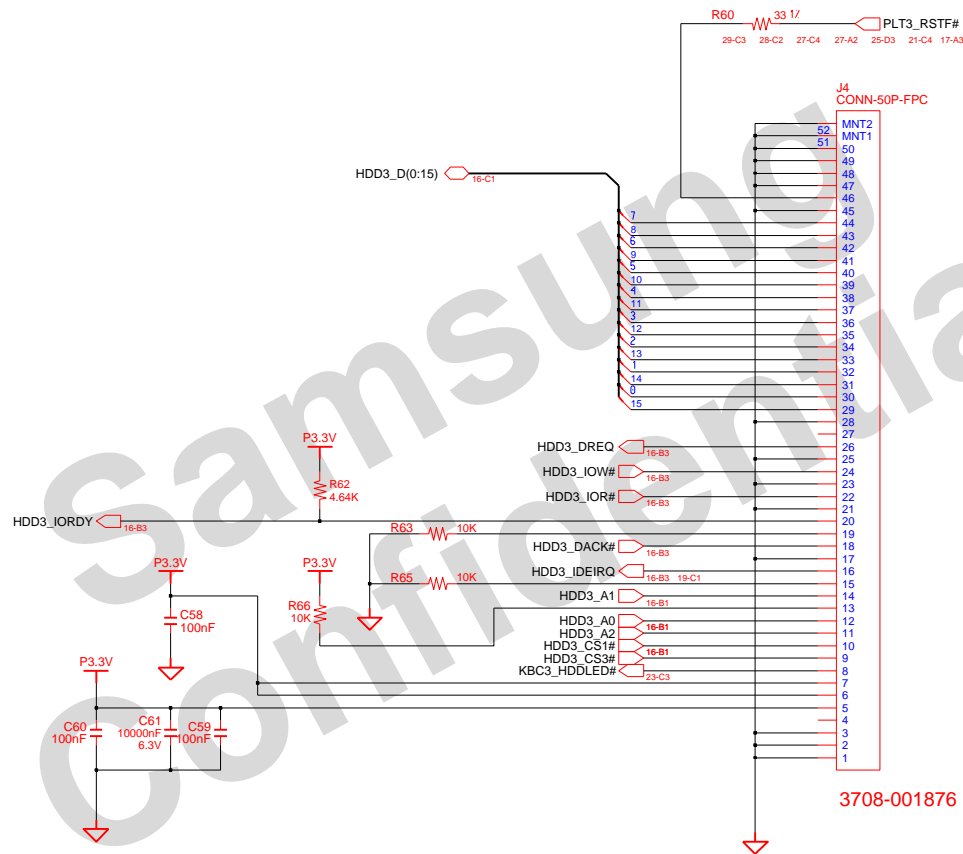 R60 33 1/
PLT3_RSTF#
29-C3 28-C2 27-C4 27-A2 25-D3 21-C4 17-A3
J4
CONN-50P-FPC
MNT2
52
MNT1
51
50
49
48
47
46
45
44
43
42
41
40
39
38
37
36
35
34
33
32
31
30
29
28
27
26
25
24
23
22
21
20
19
18
17
16
15
14
13
12
11
10
9
8
7
6
5
4
3
2
1
3708-001876
HDD3_D(0:15) 16-C1
7
8
6
9
5
10
4
11
3
12
2
13
1
14
0
15
HDD3_DREQ 16-B3
HDD3_IOW# 16-B3
HDD3_IOR# 16-B3
P3.3V
R62
4.64K
HDD3_IORDY 16-B3
R63 10K
HDD3_DACK# 16-B3
HDD3_IDEIRQ 16-B3 19-C1
P3.3V
P3.3V
R65 10K
HDD3_A1 16-B1
R66
10K
C58
100nF
HDD3_A0 16-B1
HDD3_A2
HDD3_CS1# 16-B1
HDD3_CS3#
KBC3_HDDLED# 23-C3
P3.3V
C60
100nF
C61
10000nF
6.3V
C59
100nF
Samsung
Confidentia